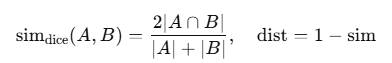 sim_dice(A, B) = 2|A ∩ B| / (|A| + |B|), dist = 1 − sim